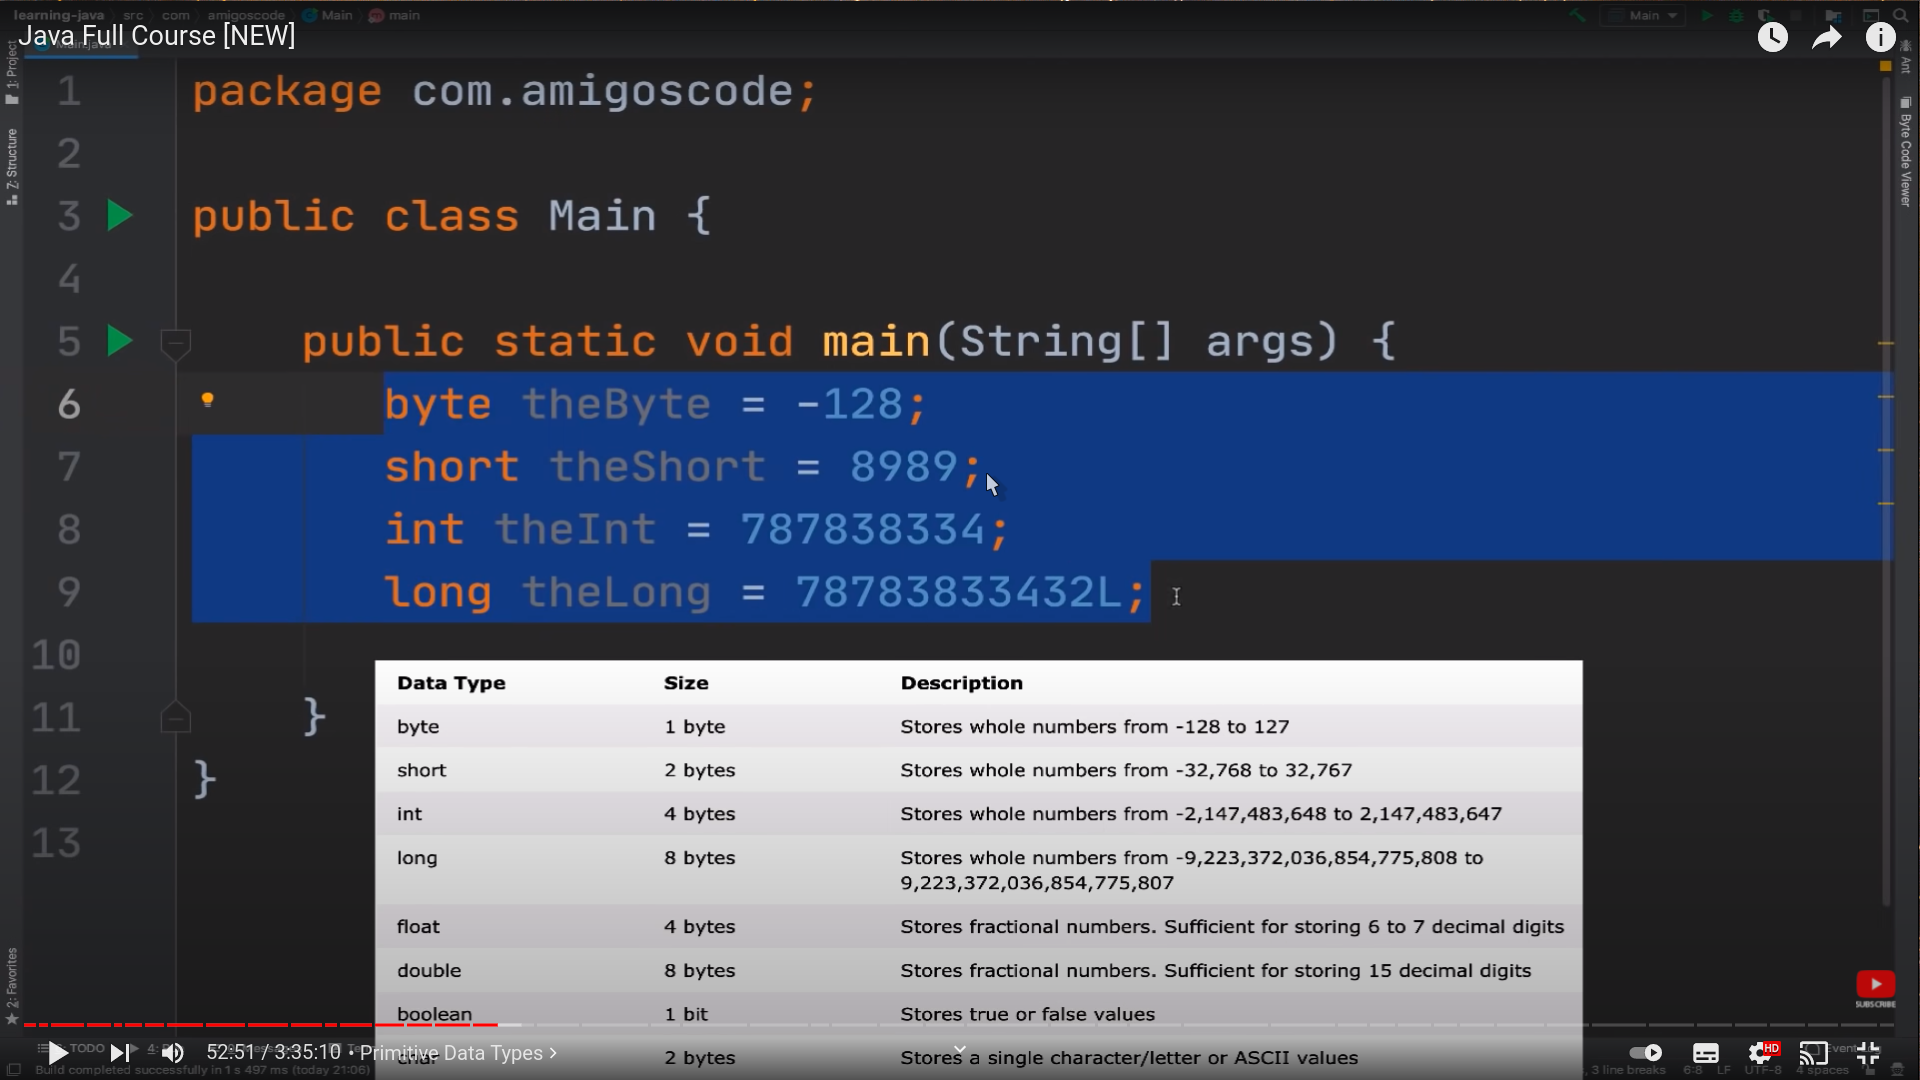 learning-java src com amigoscode Main main
Main
Java Full Course [NEW]
1: Project
Ant
1 package com.amigoscode;
2
Z: Structure
Byte Code Viewer
3 public class Main {
4
5 public static void main(String[] args) {
6 byte theByte = -128;
7 short theShort = 8989;
8 int theInt = 787838334;
9 long theLong = 78783833432L;
10
11 }
12 }
13
Data Type Size Description
byte 1 byte Stores whole numbers from -128 to 127
short 2 bytes Stores whole numbers from -32,768 to 32,767
int 4 bytes Stores whole numbers from -2,147,483,648 to 2,147,483,647
long 8 bytes Stores whole numbers from -9,223,372,036,854,775,808 to
9,223,372,036,854,775,807
float 4 bytes Stores fractional numbers. Sufficient for storing 6 to 7 decimal digits
double 8 bytes Stores fractional numbers. Sufficient for storing 15 decimal digits
boolean 1 bit Stores true or false values
char 2 bytes Stores a single character/letter or ASCII values
2: Favorites
SUBSCRIBE
TODO
52:51 / 3:35:10 • Primitive Data Types
HD
Build completed successfully in 1 s 497 ms (today 21:06)
3 line breaks 6:8 LF UTF-8 4 spaces